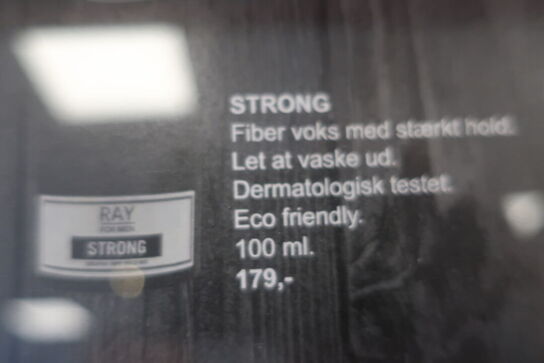 STRONG
Fiber voks med stærkt hold.
Let at vaske ud.
Dermatologisk testet.
Eco friendly.
100 ml.
179,-
RAY
FOR MEN
STRONG